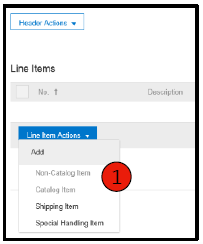 Header Actions ▼
Line Items
No. ↑ Description
Line Item Actions ▼
Add
Non-Catalog Item
1
Catalog Item
Shipping Item
Special Handling Item